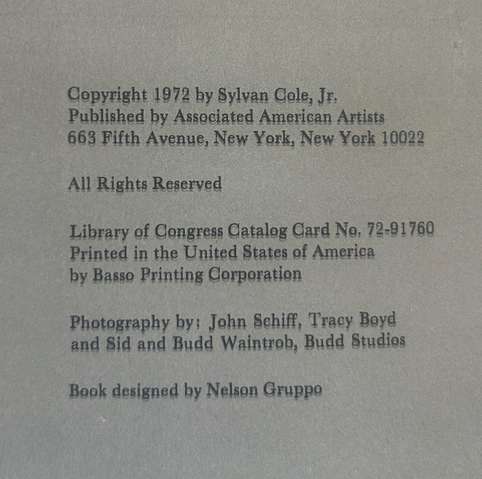 Copyright 1972 by Sylvan Cole, Jr.
Published by Associated American Artists
663 Fifth Avenue, New York, New York 10022
All Rights Reserved
Library of Congress Catalog Card No. 72-91760
Printed in the United States of America
by Basso Printing Corporation
Photography by: John Schiff, Tracy Boyd
and Sid and Budd Waintrob, Budd Studios
Book designed by Nelson Gruppo